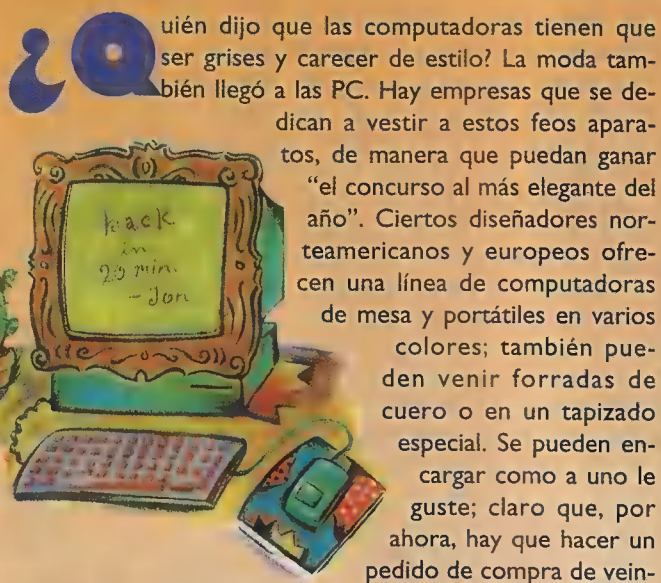 ¿Quién dijo que las computadoras tienen que
ser grises y carecer de estilo? La moda tam-
bién llegó a las PC. Hay empresas que se de-
dican a vestir a estos feos apara-
tos, de manera que puedan ganar
“el concurso al más elegante del
año”. Ciertos diseñadores nor-
teamericanos y europeos ofre-
cen una línea de computadoras
de mesa y portátiles en varios
colores; también pue-
den venir forradas de
cuero o en un tapizado
especial. Se pueden en-
cargar como a uno le
guste; claro que, por
ahora, hay que hacer un
pedido de compra de vein-
back
in
20 min.
- Jon